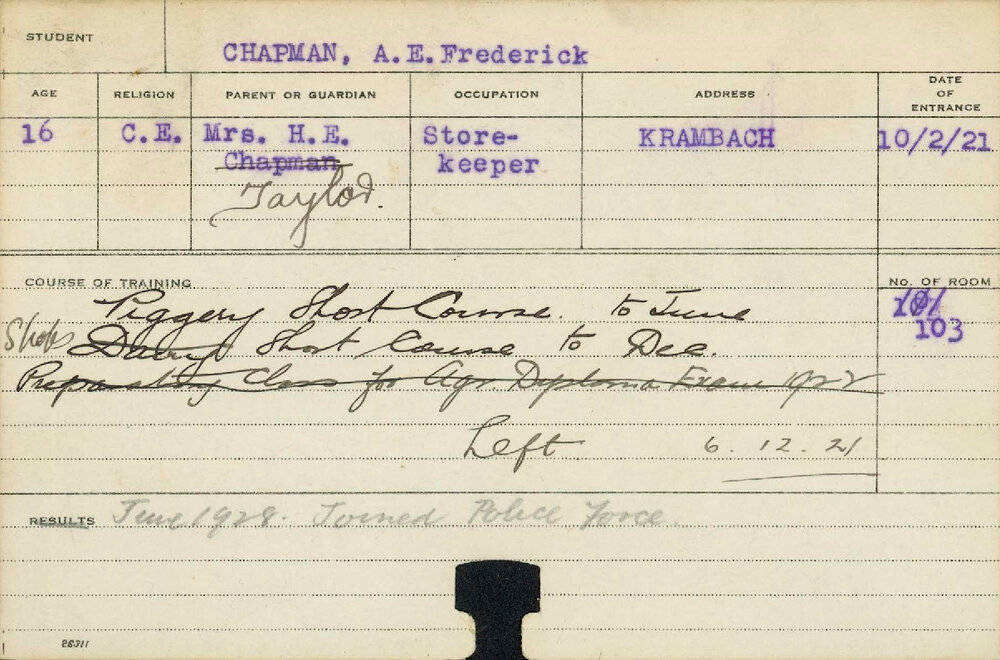 STUDENT CHAPMAN, A.E.Frederick
AGE RELIGION PARENT OR GUARDIAN OCCUPATION ADDRESS DATE OF ENTRANCE
16 C.E. Mrs. H.E. Store- KRAMBACH 10/2/21
Chapman keeper
Taylor.
COURSE OF TRAINING No. OF ROOM
Piggery Short Course. to June 101
Shops Dairy Short Course to Dec. 103
Preparatory Class for Agr Diploma Exam 1922
Left 6.12.21
RESULTS June 1928. Joined Police Force.